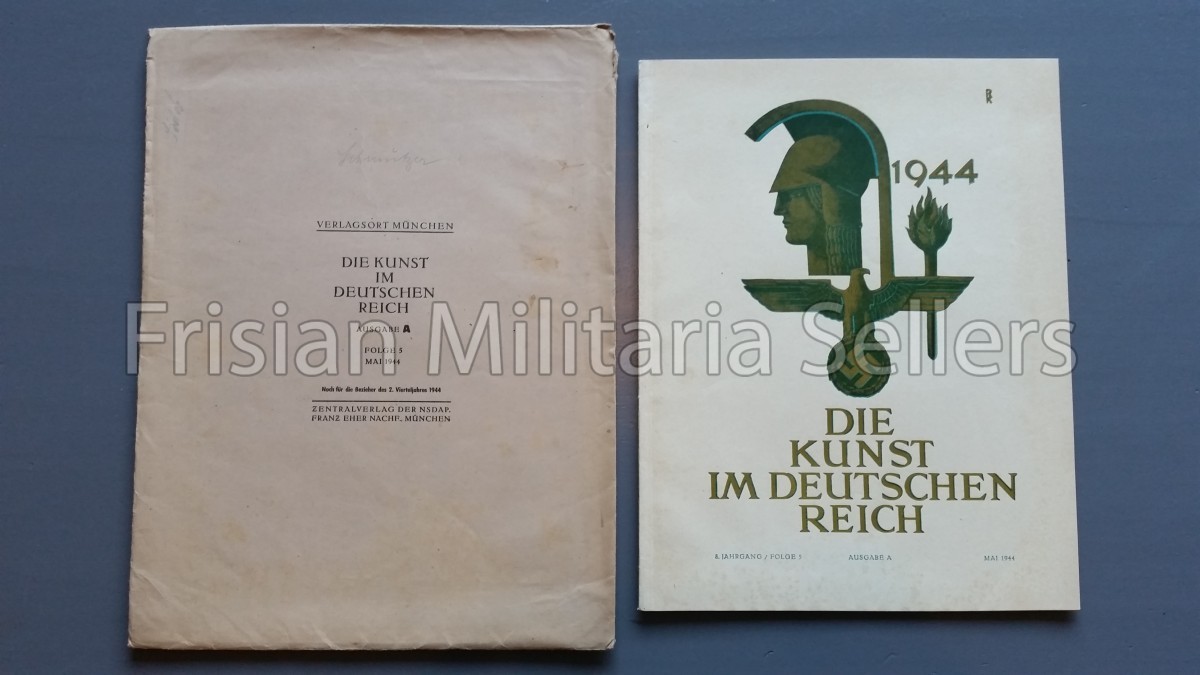 Schmitzer
VERLAGSORT MÜNCHEN
DIE KUNST
IM
DEUTSCHEN
REICH
AUSGABE A
FOLGE 5
MAI 1944
Noch für die Bezieher des 2. Vierteljahres 1944
ZENTRALVERLAG DER NSDAP.
FRANZ EHER NACHF., MÜNCHEN
1944
DIE
KUNST
IM DEUTSCHEN
REICH
8. JAHRGANG / FOLGE 5 AUSGABE A MAI 1944
Frisian Militaria Sellers